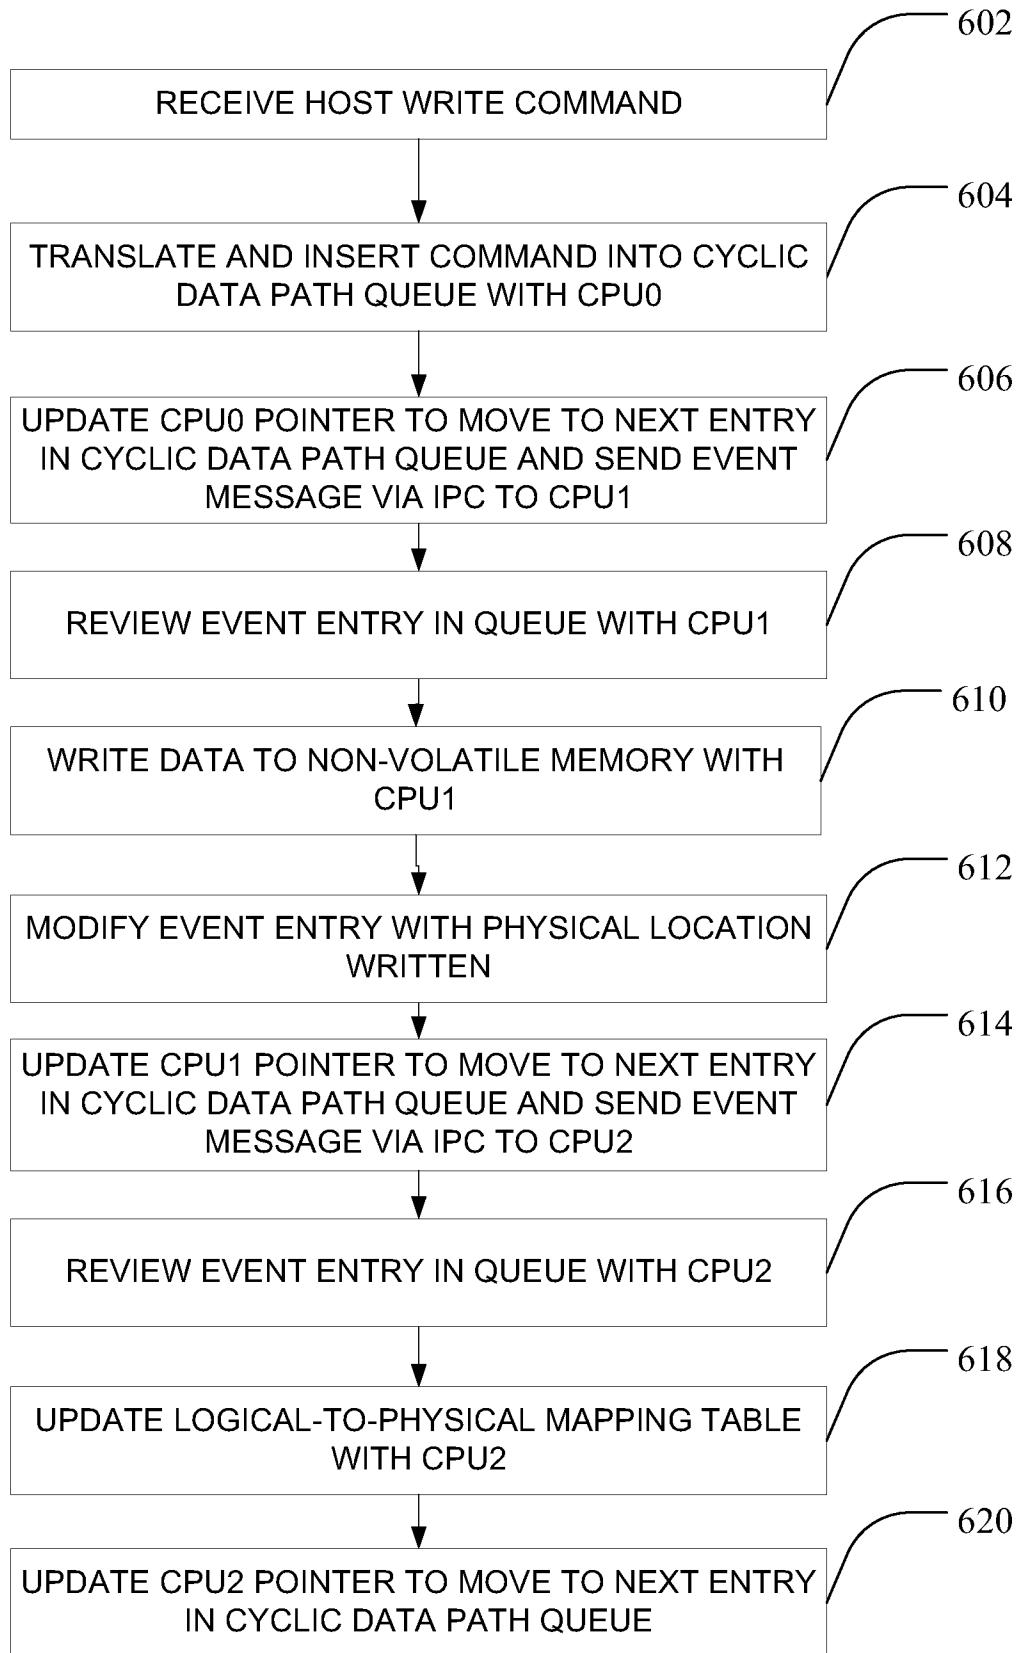 602
RECEIVE HOST WRITE COMMAND
604
TRANSLATE AND INSERT COMMAND INTO CYCLIC
DATA PATH QUEUE WITH CPU0
606
UPDATE CPU0 POINTER TO MOVE TO NEXT ENTRY
IN CYCLIC DATA PATH QUEUE AND SEND EVENT
MESSAGE VIA IPC TO CPU1
608
REVIEW EVENT ENTRY IN QUEUE WITH CPU1
610
WRITE DATA TO NON-VOLATILE MEMORY WITH
CPU1
612
MODIFY EVENT ENTRY WITH PHYSICAL LOCATION
WRITTEN
614
UPDATE CPU1 POINTER TO MOVE TO NEXT ENTRY
IN CYCLIC DATA PATH QUEUE AND SEND EVENT
MESSAGE VIA IPC TO CPU2
616
REVIEW EVENT ENTRY IN QUEUE WITH CPU2
618
UPDATE LOGICAL-TO-PHYSICAL MAPPING TABLE
WITH CPU2
620
UPDATE CPU2 POINTER TO MOVE TO NEXT ENTRY
IN CYCLIC DATA PATH QUEUE